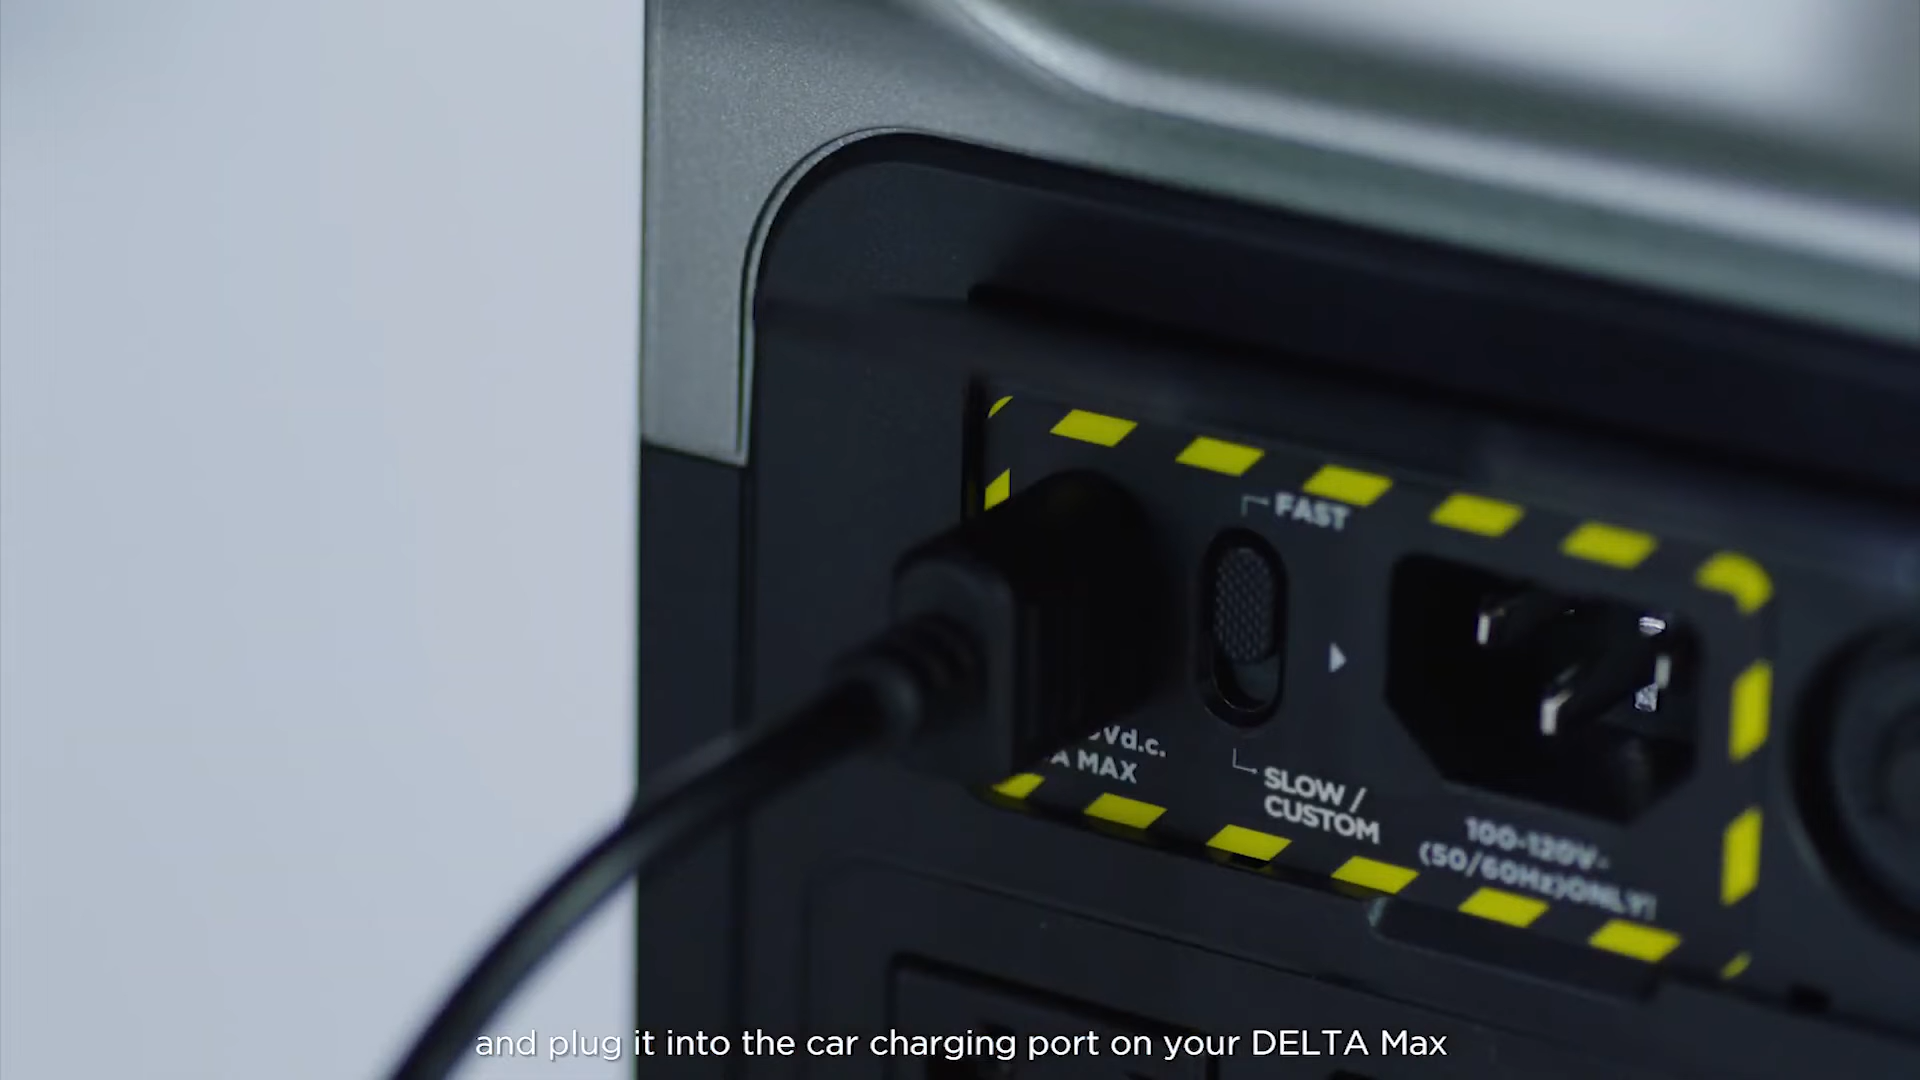 FAST
Vd.c.
A MAX
SLOW /
CUSTOM
100-120V~
(50/60Hz)ONLY!
and plug it into the car charging port on your DELTA Max